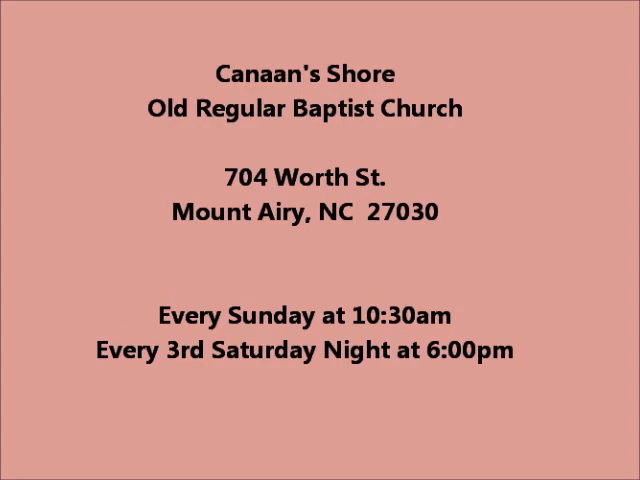 Canaan's Shore
Old Regular Baptist Church
704 Worth St.
Mount Airy, NC  27030
Every Sunday at 10:30am
Every 3rd Saturday Night at 6:00pm